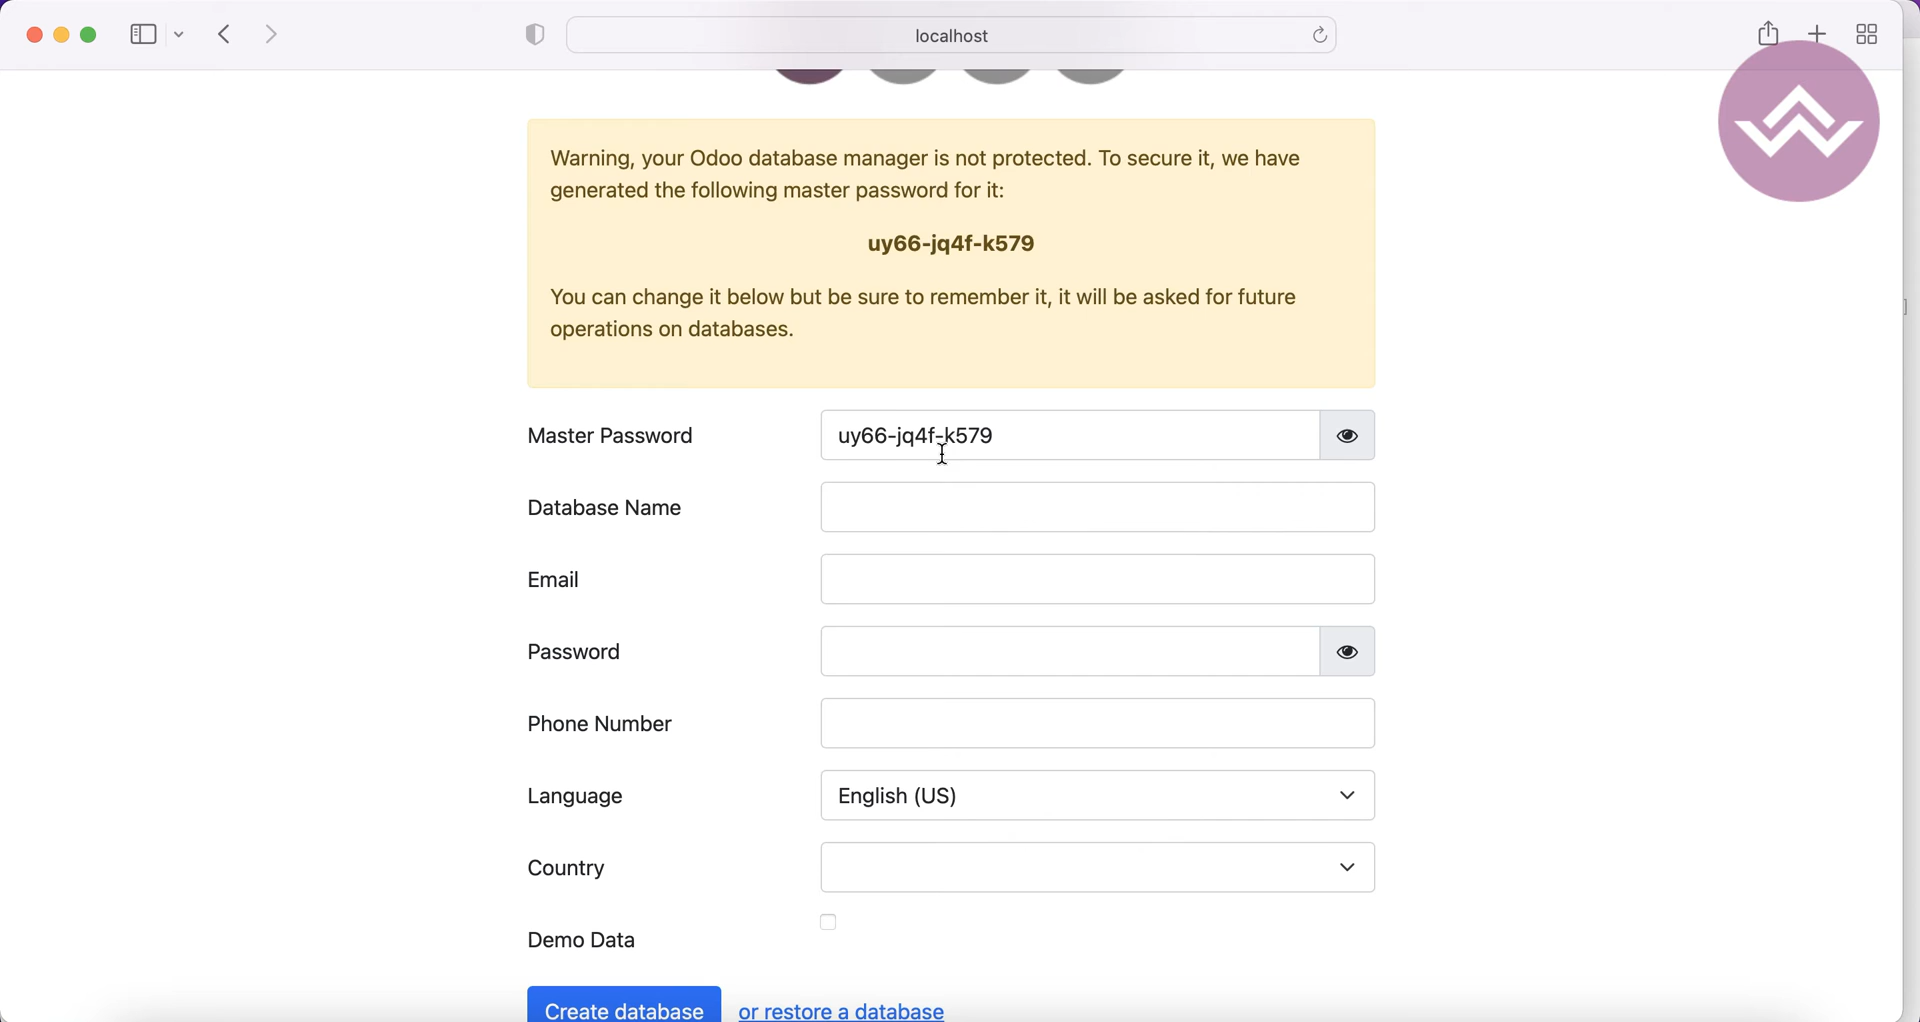 localhost
Warning, your Odoo database manager is not protected. To secure it, we have
generated the following master password for it:
uy66-jq4f-k579
You can change it below but be sure to remember it, it will be asked for future
operations on databases.
Master Password
uy66-jq4f-k579
Database Name
Email
Password
Phone Number
Language
English (US)
Country
Demo Data
Create database or restore a database